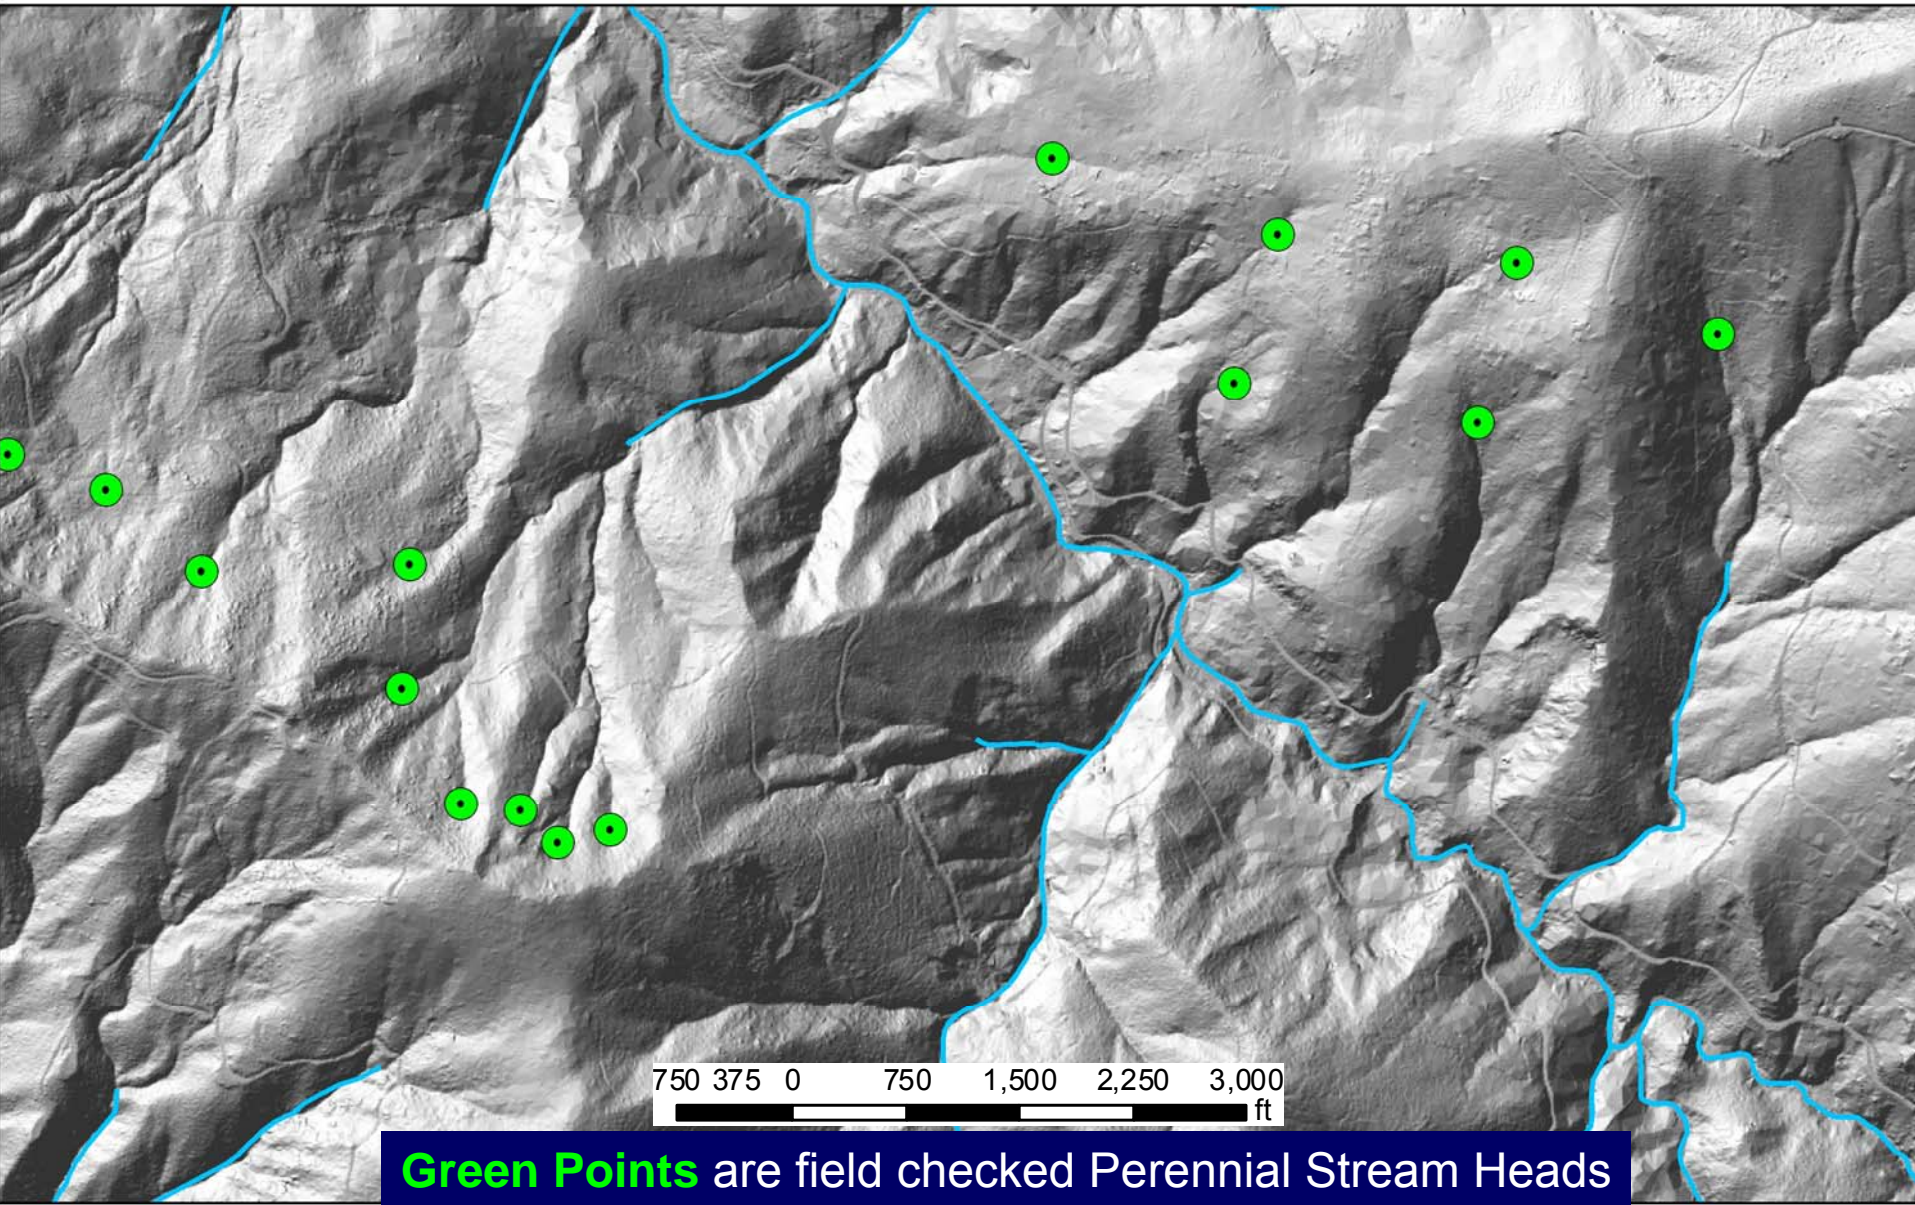 750 375 0 750 1,500 2,250 3,000
ft
Green Points are field checked Perennial Stream Heads